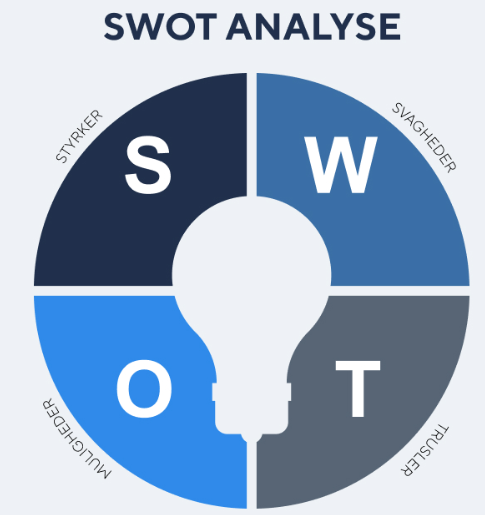 SWOT ANALYSE
STYRKER
S
W
SVAGHEDER
MULIGHEDER
O
T
TRUSLER